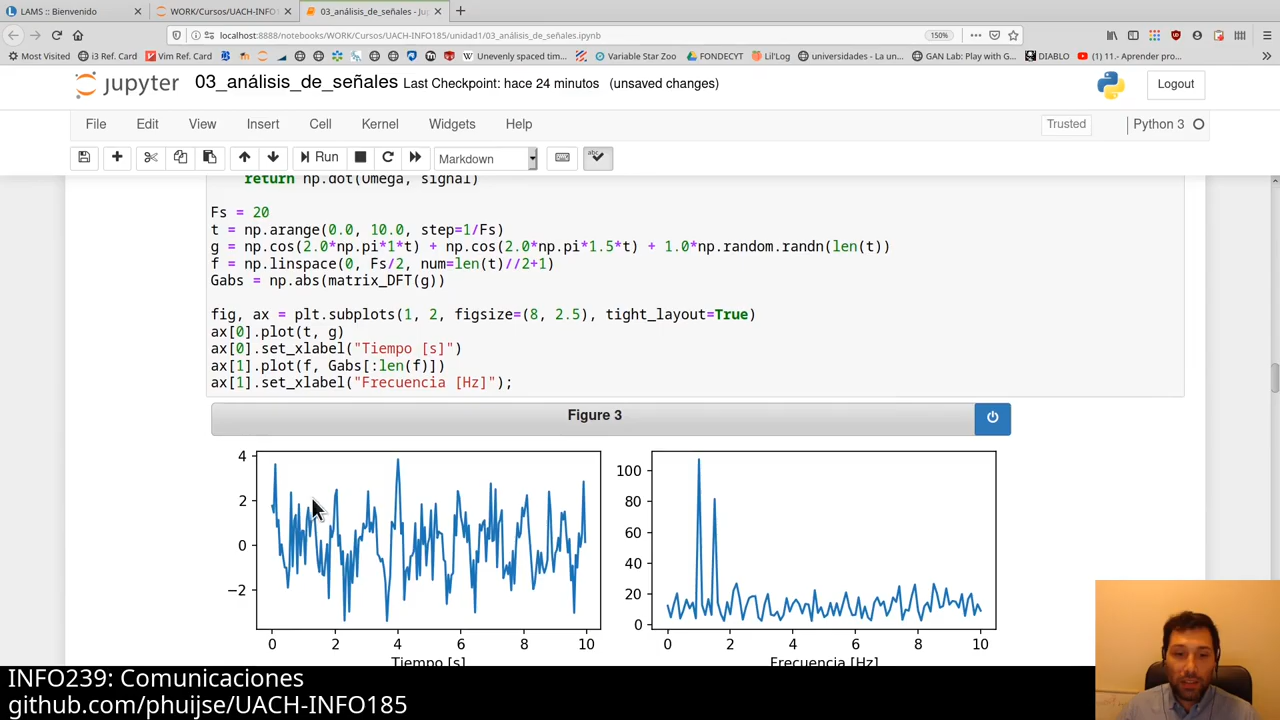 LAMS :: Bienvenido
WORK/Cursos/UACH-INFO1
03_análisis_de_señales - Ju
localhost:8888/notebooks/WORK/Cursos/UACH-INFO185/unidad1/03_análisis_de_señales.ipynb
150%
Most Visited
i3 Ref. Card
Vim Ref. Card
Unevenly spaced tim...
Variable Star Zoo
FONDECYT
Lil'Log
universidades - La un...
GAN Lab: Play with G...
DIABLO
(1) 11.- Aprender pro...
jupyter 03_análisis_de_señales Last Checkpoint: hace 24 minutos (unsaved changes)
Logout
File Edit View Insert Cell Kernel Widgets Help
Trusted
Python 3
Run
Markdown
return np.dot(Omega, signal)
Fs = 20
t = np.arange(0.0, 10.0, step=1/Fs)
g = np.cos(2.0*np.pi*1*t) + np.cos(2.0*np.pi*1.5*t) + 1.0*np.random.randn(len(t))
f = np.linspace(0, Fs/2, num=len(t)//2+1)
Gabs = np.abs(matrix_DFT(g))
fig, ax = plt.subplots(1, 2, figsize=(8, 2.5), tight_layout=True)
ax[0].plot(t, g)
ax[0].set_xlabel("Tiempo [s]")
ax[1].plot(f, Gabs[:len(f)])
ax[1].set_xlabel("Frecuencia [Hz]");
Figure 3
4
2
0
−2
0 2 4 6 8 10
Tiempo [s]
100
80
60
40
20
0
0 2 4 6 8 10
Frecuencia [Hz]
INFO239: Comunicaciones
github.com/phuijse/UACH-INFO185